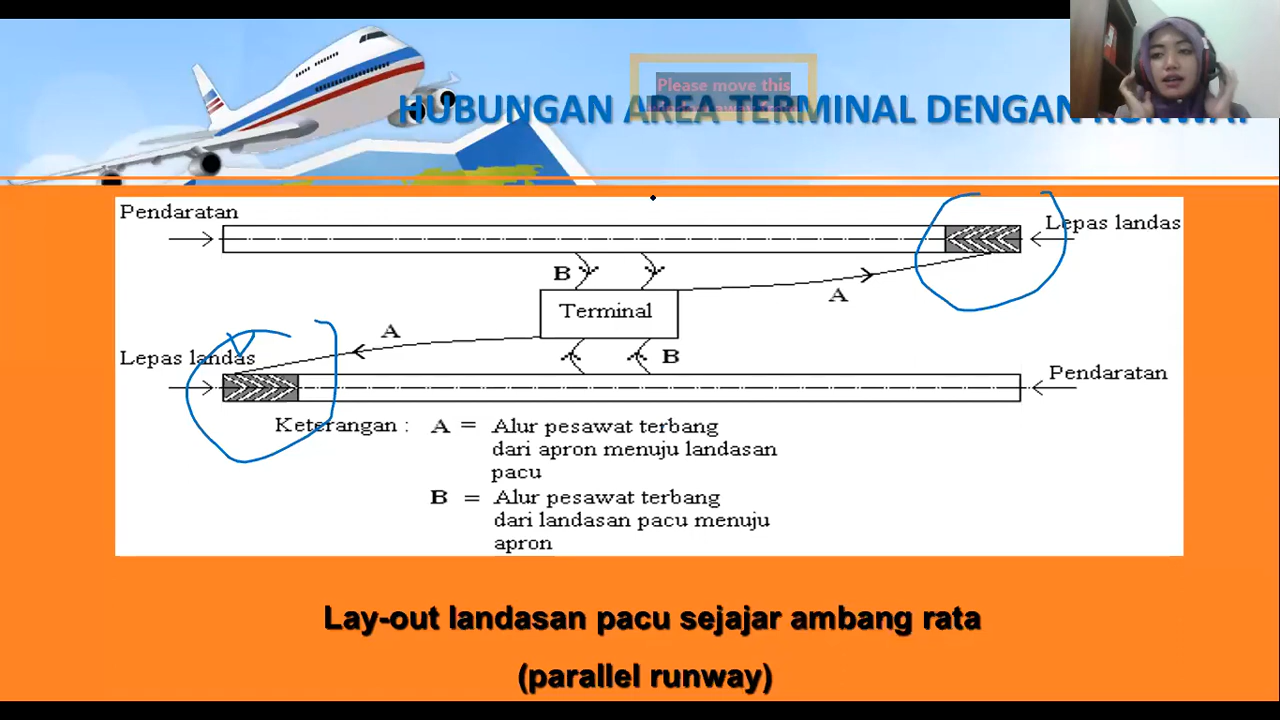 Please move this
HUBUNGAN AREA TERMINAL DENGAN RUNWAY
Pendaratan
Lepas landas
B
A
Terminal
A
B
Lepas landas
Pendaratan
Keterangan : A = Alur pesawat terbang
dari apron menuju landasan
pacu
B = Alur pesawat terbang
dari landasan pacu menuju
apron
Lay-out landasan pacu sejajar ambang rata
(parallel runway)